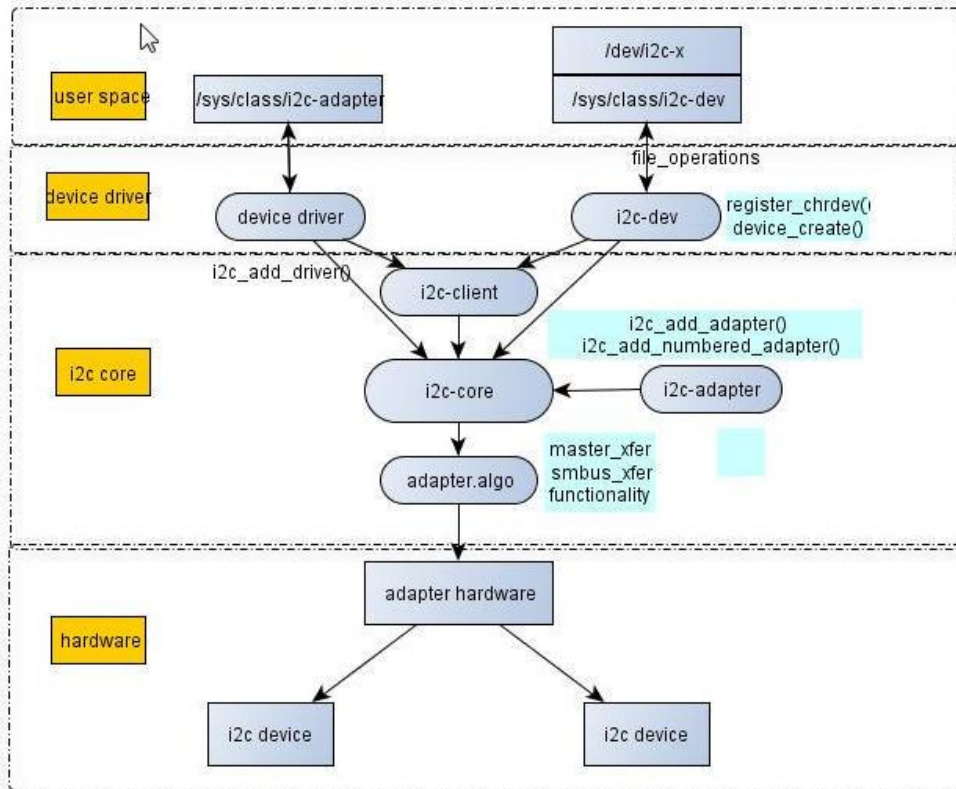 /dev/i2c-x
user space
/sys/class/i2c-adapter
/sys/class/i2c-dev
file_operations
device driver
device driver
i2c-dev
register_chrdev(
device_create()
i2c_add_driver()
i2c-client
i2c_add_adapter()
i2c_add_numbered_adapter()
i2c core
i2c-core
i2c-adapter
master_xfer
smbus_xfer
functionality
adapter.algo
adapter hardware
hardware
i2c device
i2c device